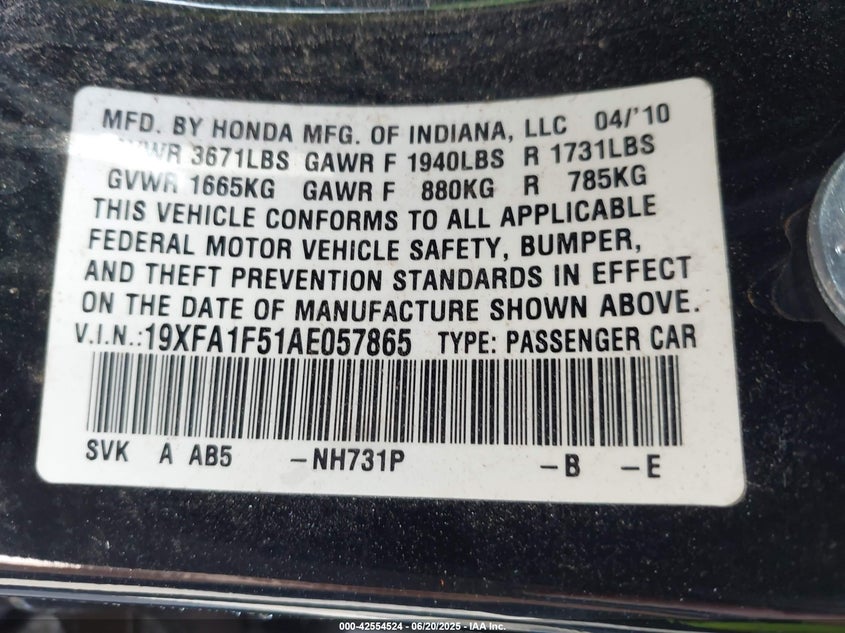 MFD. BY HONDA MFG. OF INDIANA, LLC 04/'10
GVWR 3671LBS GAWR F 1940LBS R 1731LBS
GVWR 1665KG GAWR F 880KG R 785KG
THIS VEHICLE CONFORMS TO ALL APPLICABLE
FEDERAL MOTOR VEHICLE SAFETY, BUMPER,
AND THEFT PREVENTION STANDARDS IN EFFECT
ON THE DATE OF MANUFACTURE SHOWN ABOVE.
V.I.N.:19XFA1F51AE057865 TYPE: PASSENGER CAR
SVK A AB5 -NH731P -B -E
000-42554524 - 06/20/2025 - IAA Inc.